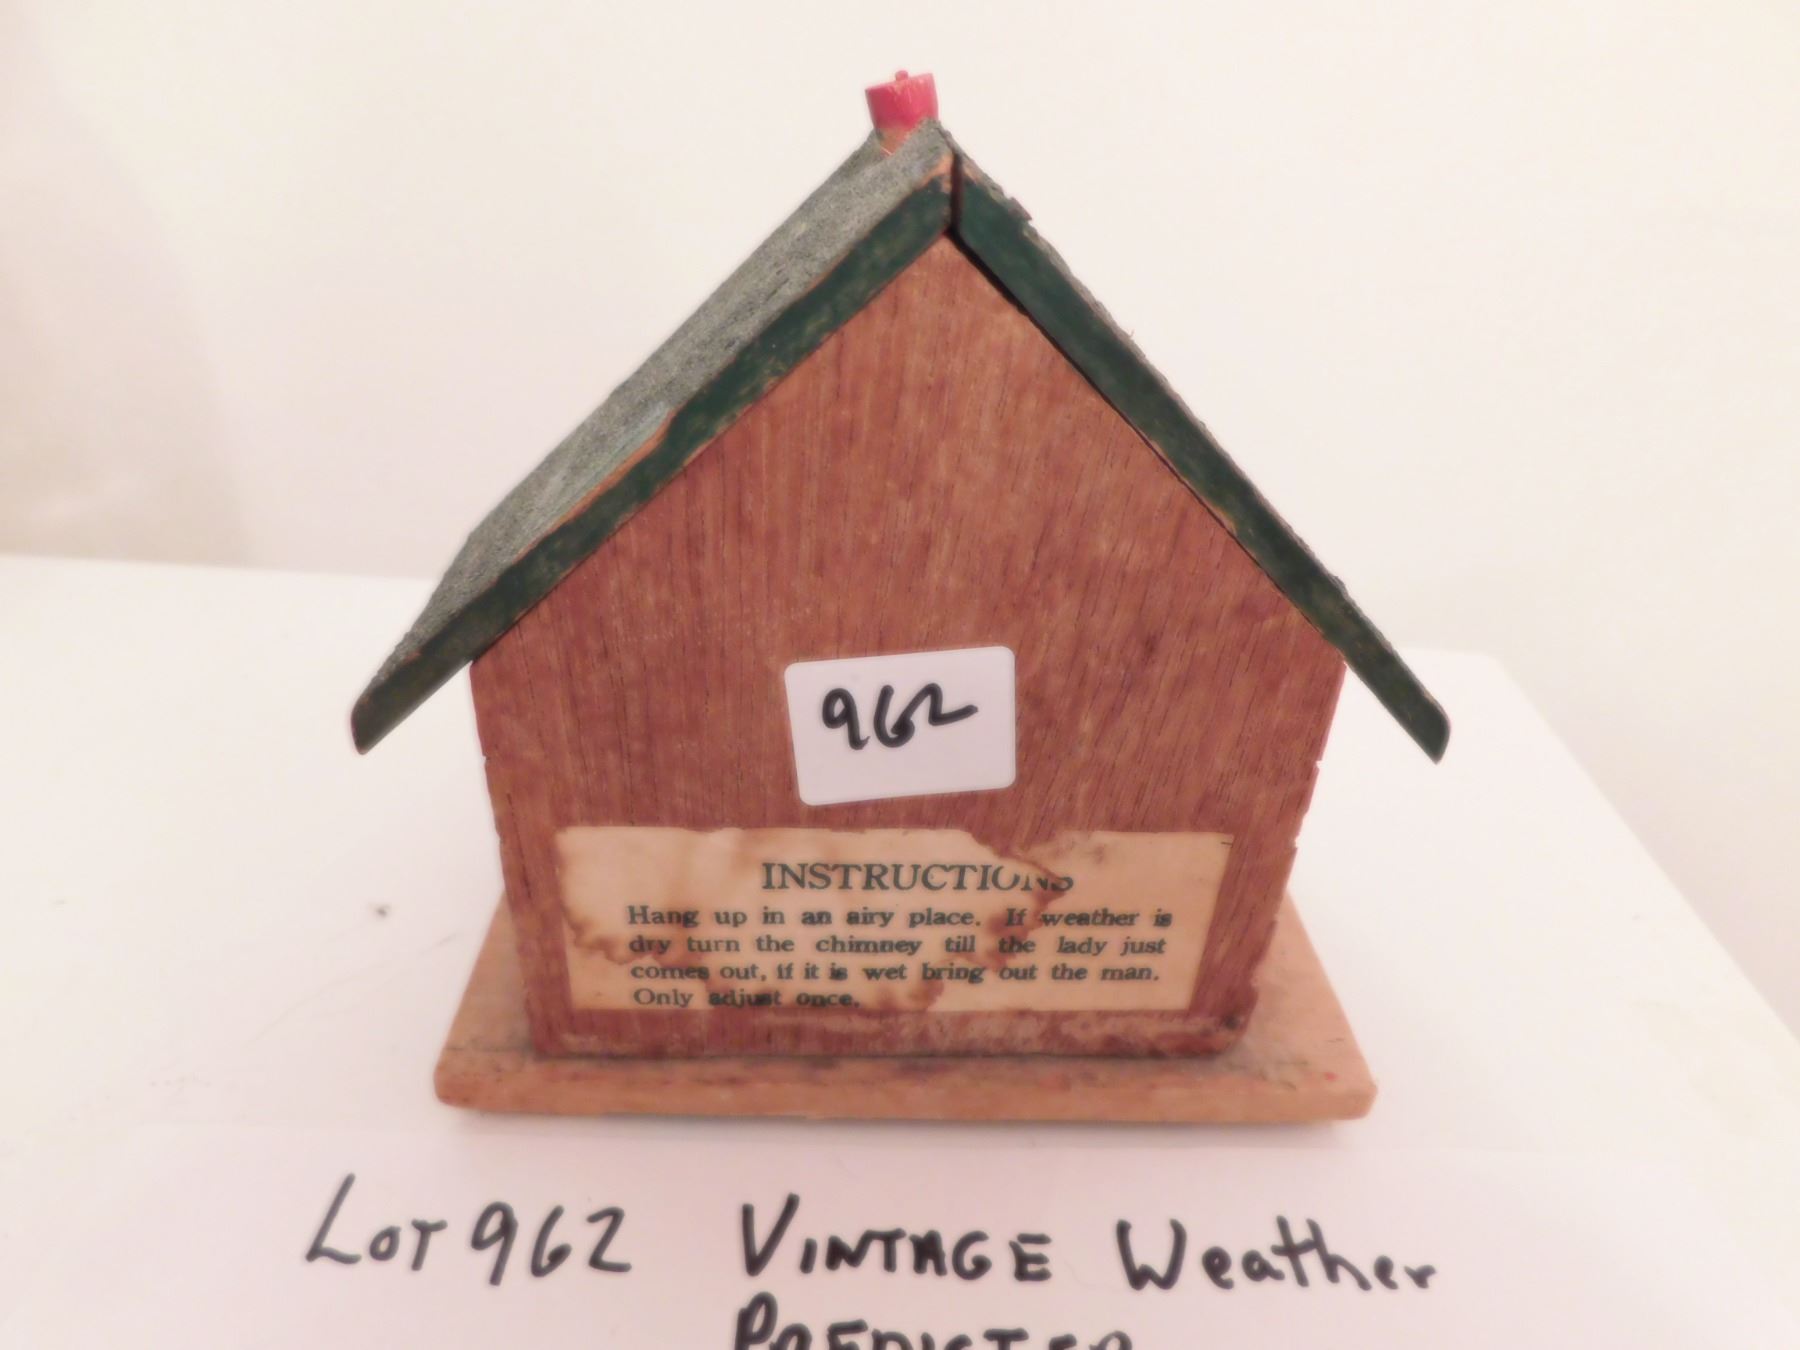 962
INSTRUCTIONS
Hang up in an airy place. If weather is
dry turn the chimney till the lady just
comes out, if it is wet bring out the man.
Only adjust once.
LOT 962 VINTAGE Weather
PREDICTER